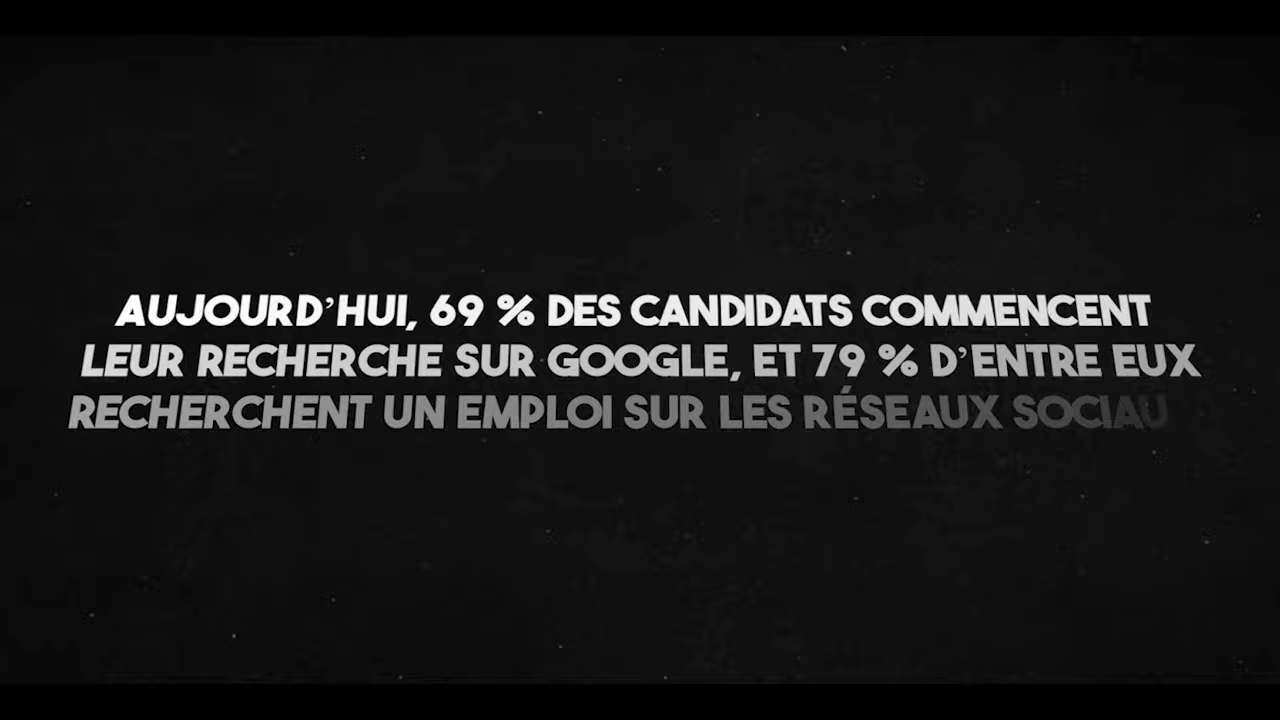 AUJOURD’HUI, 69 % DES CANDIDATS COMMENCENT
LEUR RECHERCHE SUR GOOGLE, ET 79 % D’ENTRE EUX
RECHERCHENT UN EMPLOI SUR LES RÉSEAUX SOCIAU